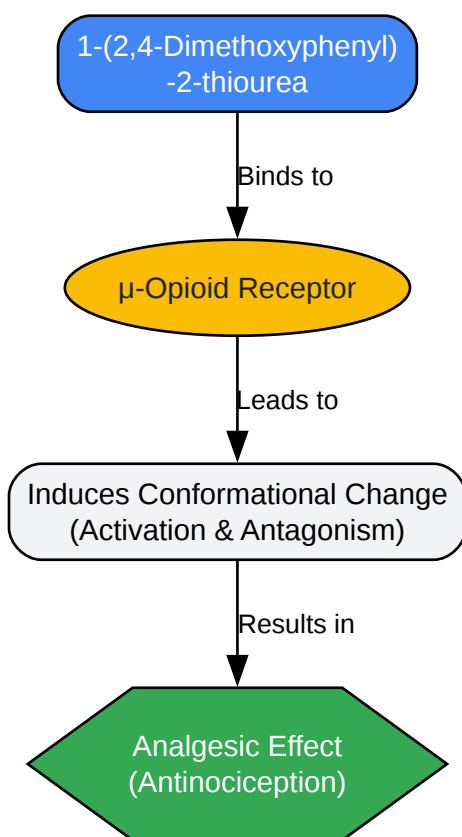 1-(2,4-Dimethoxyphenyl)
-2-thiourea
Binds to
μ-Opioid Receptor
Leads to
Induces Conformational Change
(Activation & Antagonism)
Results in
Analgesic Effect
(Antinociception)